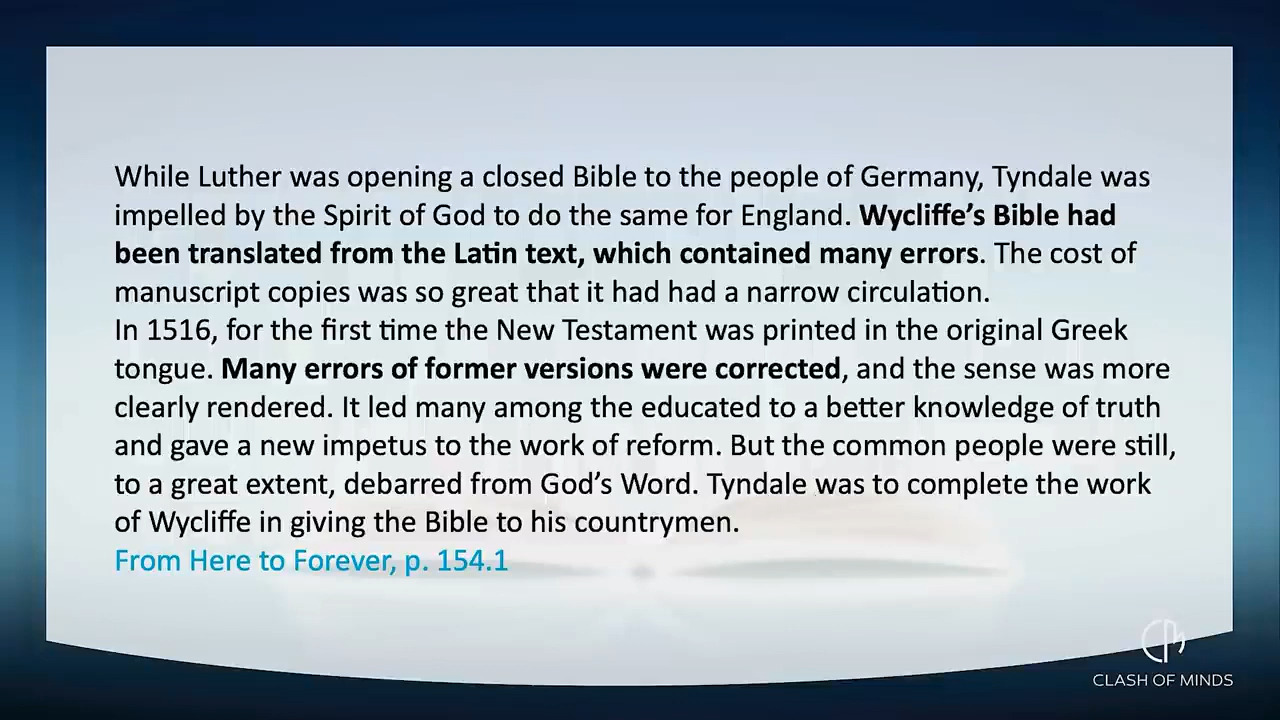 While Luther was opening a closed Bible to the people of Germany, Tyndale was
impelled by the Spirit of God to do the same for England. Wycliffe’s Bible had
been translated from the Latin text, which contained many errors. The cost of
manuscript copies was so great that it had had a narrow circulation.
In 1516, for the first time the New Testament was printed in the original Greek
tongue. Many errors of former versions were corrected, and the sense was more
clearly rendered. It led many among the educated to a better knowledge of truth
and gave a new impetus to the work of reform. But the common people were still,
to a great extent, debarred from God’s Word. Tyndale was to complete the work
of Wycliffe in giving the Bible to his countrymen.
From Here to Forever, p. 154.1
CLASH OF MINDS